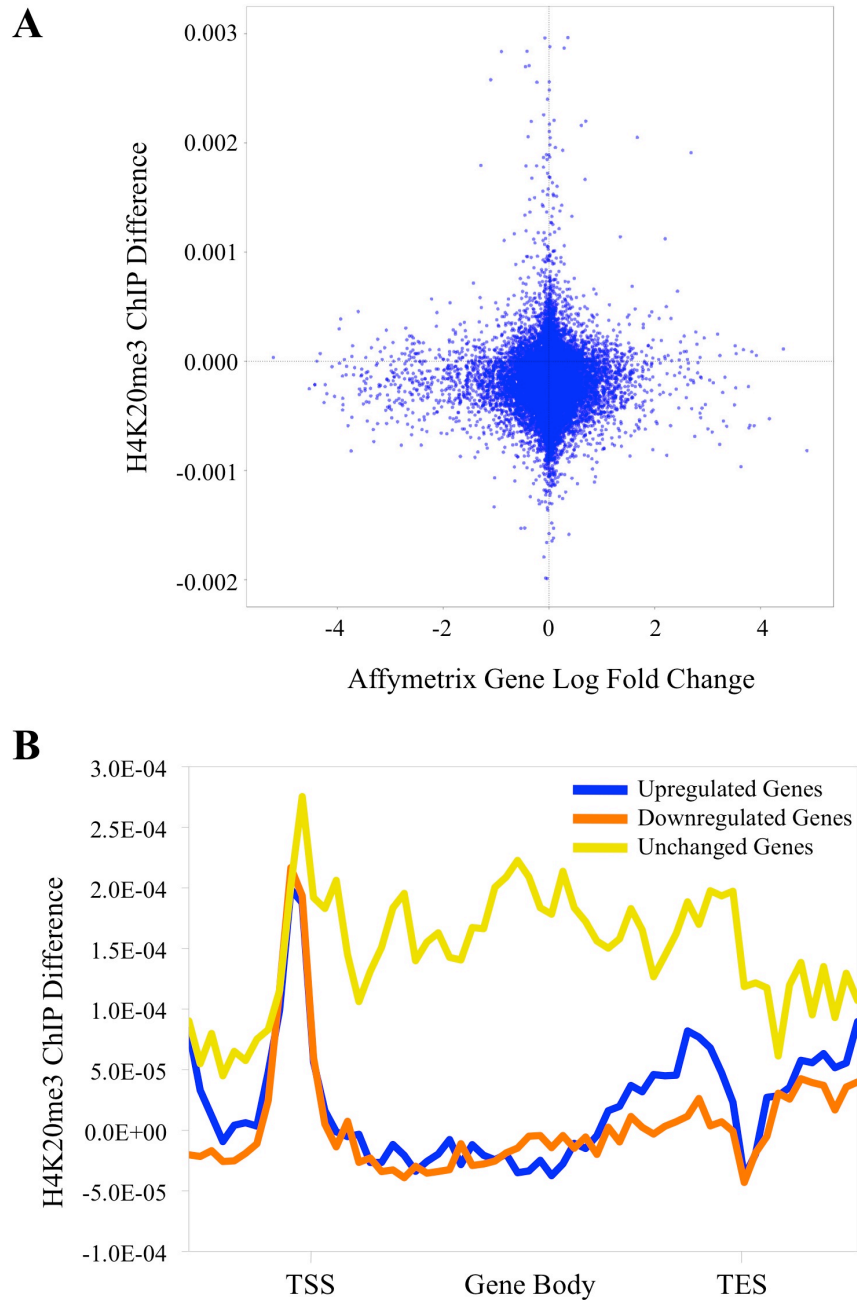 A
0.003
0.002
0.001
0.000
-0.001
-0.002
H4K20me3 ChIP Difference
-4 -2 0 2 4
Affymetrix Gene Log Fold Change
B
3.0E-04
2.5E-04
2.0E-04
1.5E-04
1.0E-04
5.0E-05
0.0E+00
-5.0E-05
-1.0E-04
H4K20me3 ChIP Difference
Upregulated Genes
Downregulated Genes
Unchanged Genes
TSS Gene Body TES